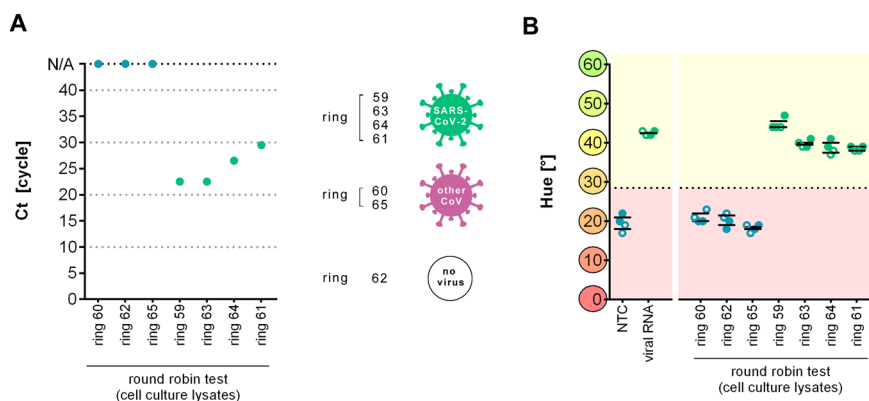 A
Ct [cycle]
N/A
40
30
20
10
0
ring 60
ring 62
ring 65
ring 59
ring 63
ring 64
ring 61
round robin test
(cell culture lysates)
ring
59
63
64
61
SARS-
CoV-2
ring
60
65
other
CoV
ring
62
no
virus
B
Hue [°]
60
50
40
30
20
10
0
NTC
viral RNA
ring 60
ring 62
ring 65
ring 59
ring 63
ring 64
ring 61
round robin test
(cell culture lysates)